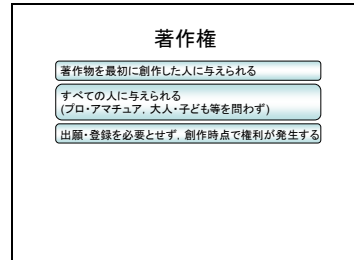 著作権
著作物を最初に創作した人に与えられる
すべての人に与えられる
(プロ・アマチュア，大人・子ども等を問わず)
出願・登録を必要とせず，創作時点で権利が発生する